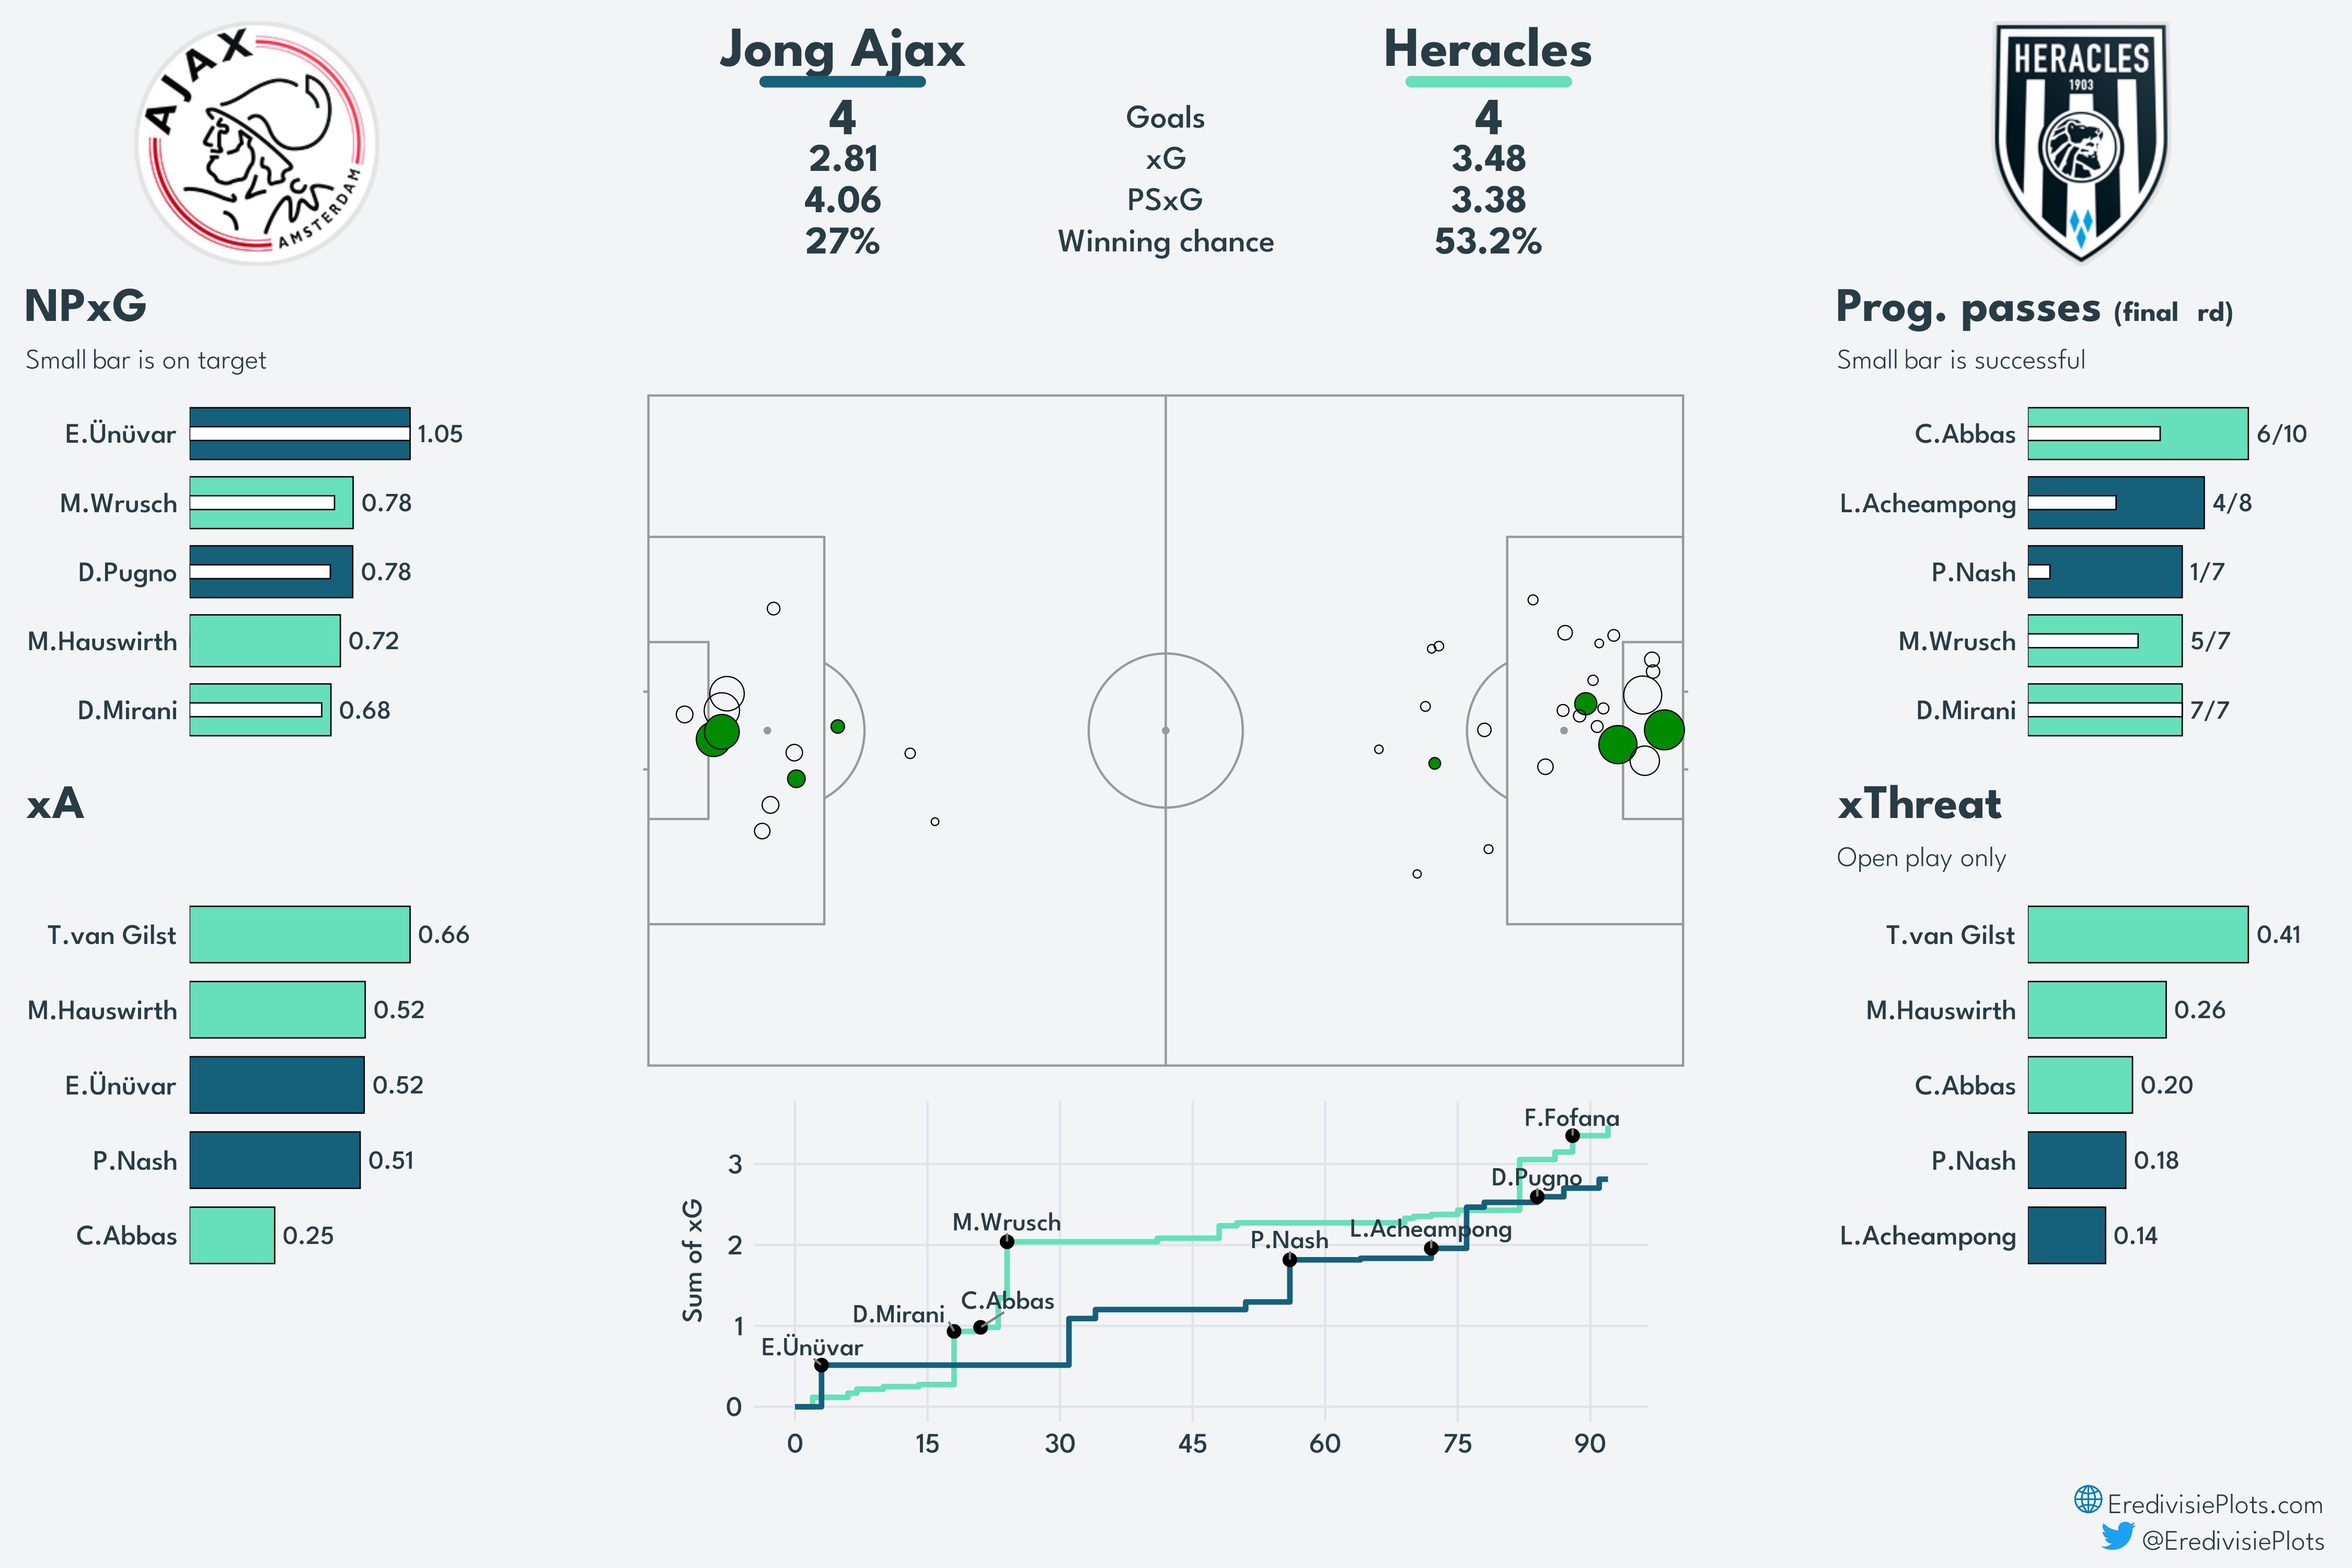 AJAX
AMSTERDAM
Jong Ajax
Heracles
HERACLES
1903
4 Goals 4
2.81 xG 3.48
4.06 PSxG 3.38
27% Winning chance 53.2%
NPxG
Small bar is on target
E.Ünüvar 1.05
M.Wrusch 0.78
D.Pugno 0.78
M.Hauswirth 0.72
D.Mirani 0.68
xA
T.van Gilst 0.66
M.Hauswirth 0.52
E.Ünüvar 0.52
P.Nash 0.51
C.Abbas 0.25
Prog. passes (final rd)
Small bar is successful
C.Abbas 6/10
L.Acheampong 4/8
P.Nash 1/7
M.Wrusch 5/7
D.Mirani 7/7
xThreat
Open play only
T.van Gilst 0.41
M.Hauswirth 0.26
C.Abbas 0.20
P.Nash 0.18
L.Acheampong 0.14
Sum of xG
3
2
1
0
F.Fofana
D.Pugno
M.Wrusch
L.Acheampong
P.Nash
C.Abbas
D.Mirani
E.Ünüvar
0 15 30 45 60 75 90
EredivisiePlots.com
@EredivisiePlots